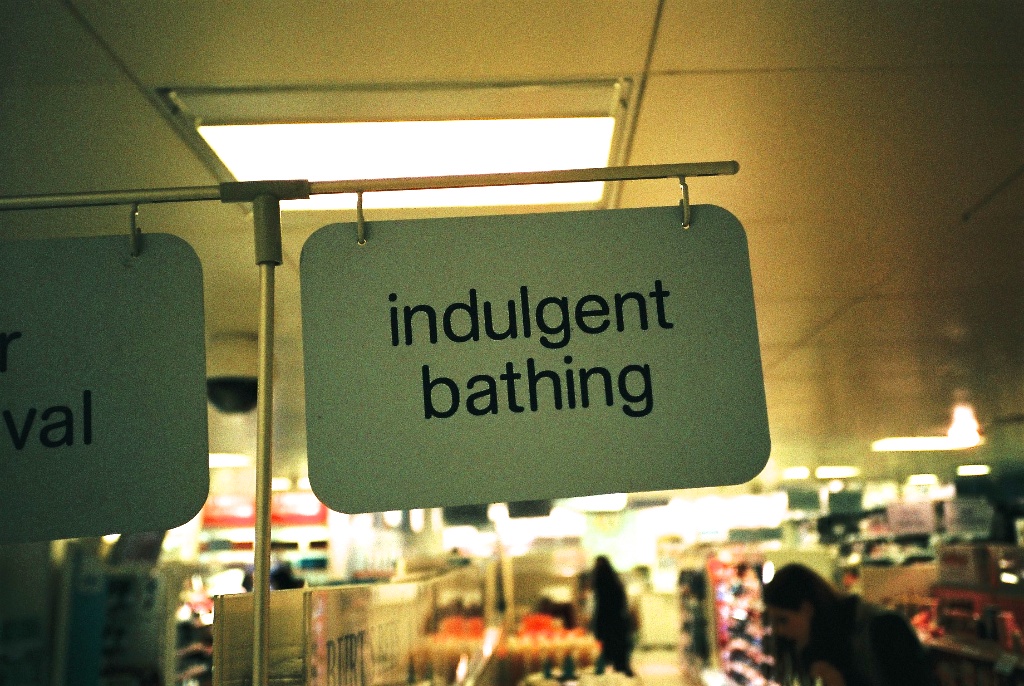 r
val
indulgent
bathing